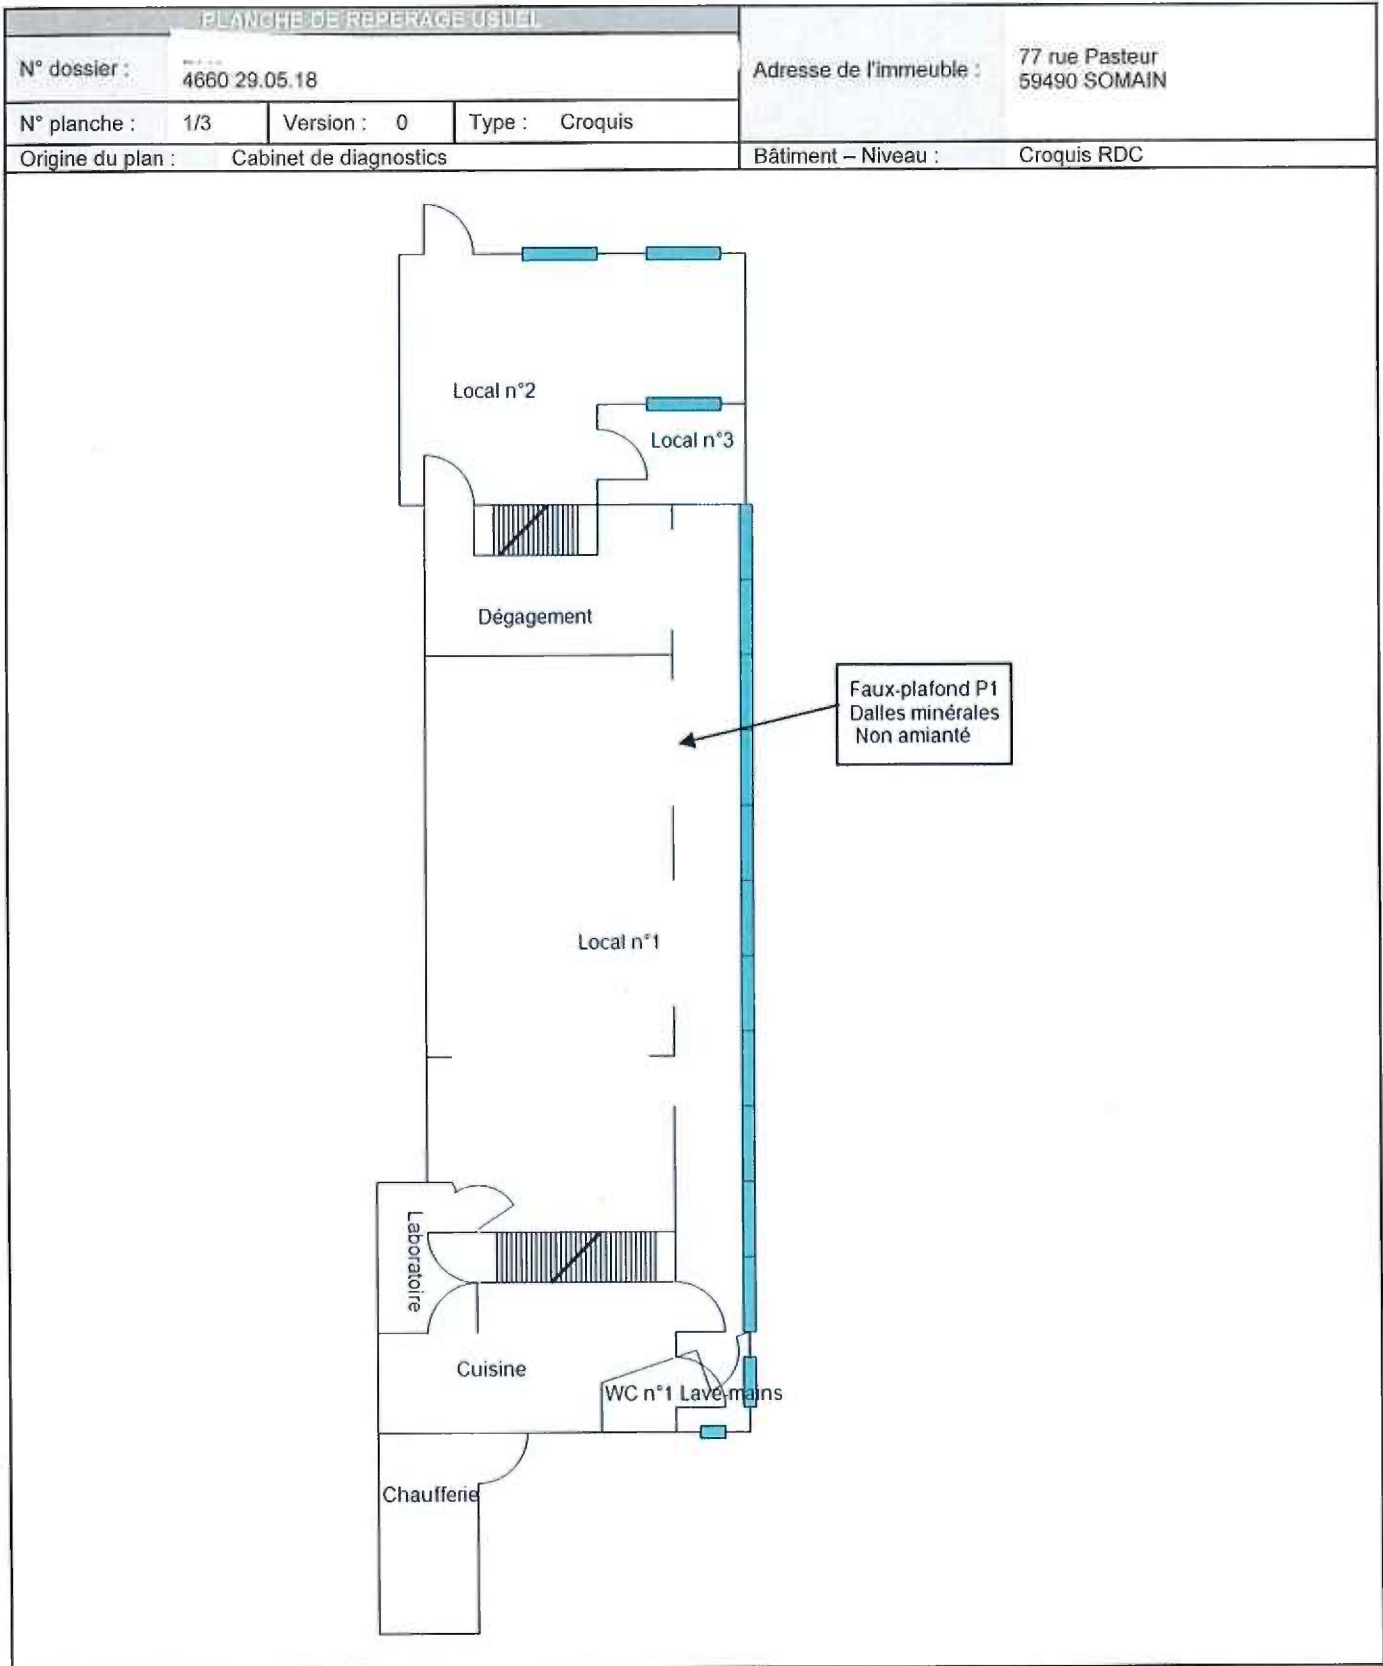 PLANCHE DE REPERAGE USUEL
N° dossier :
4660 29.05.18
Adresse de l'immeuble :
77 rue Pasteur
59490 SOMAIN
N° planche : 1/3 Version : 0 Type : Croquis
Origine du plan : Cabinet de diagnostics
Bâtiment – Niveau : Croquis RDC
Local n°2
Local n°3
Dégagement
Faux-plafond P1
Dalles minérales
Non amianté
Local n°1
Laboratoire
Cuisine
WC n°1 Lave-mains
Chaufferie